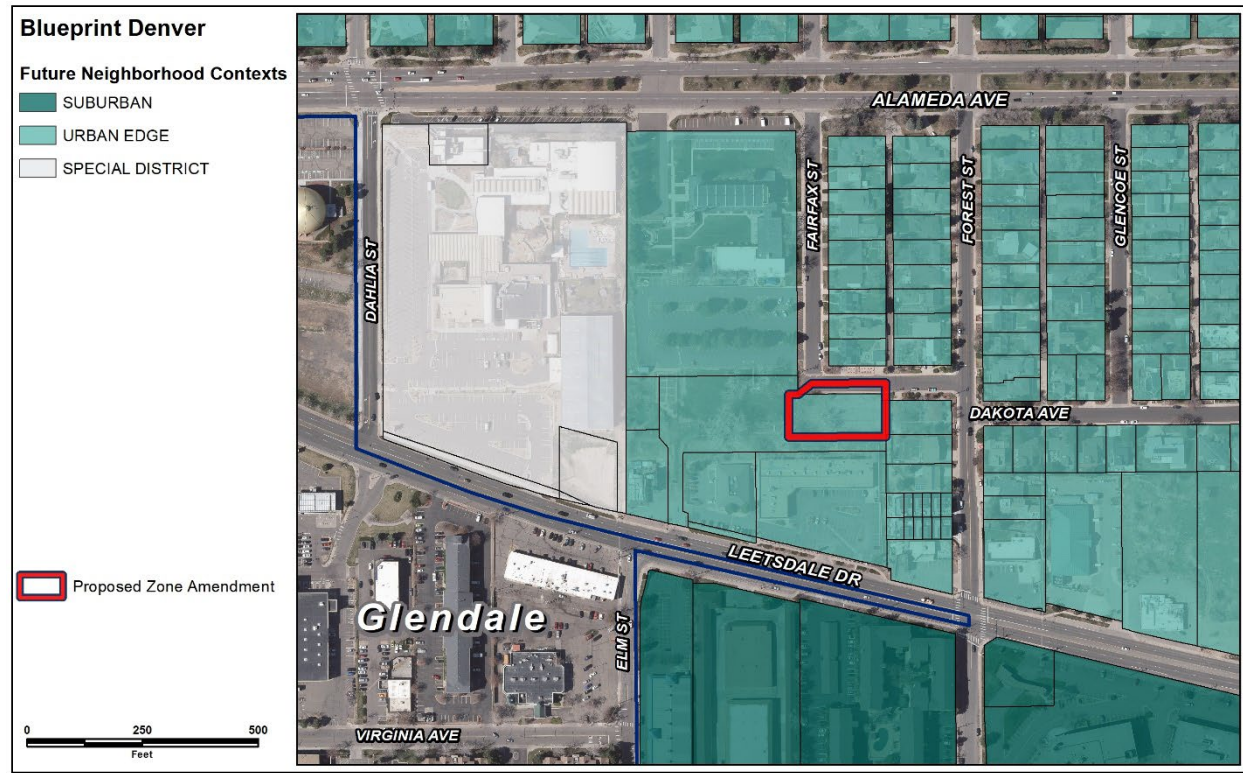 Blueprint Denver
Future Neighborhood Contexts
SUBURBAN
URBAN EDGE
SPECIAL DISTRICT
Proposed Zone Amendment
0 250 500
Feet
ALAMEDA AVE
DAHLIA ST
FAIRFAX ST
FOREST ST
GLENCOE ST
DAKOTA AVE
LEETSDALE DR
Glendale
ELM ST
VIRGINIA AVE